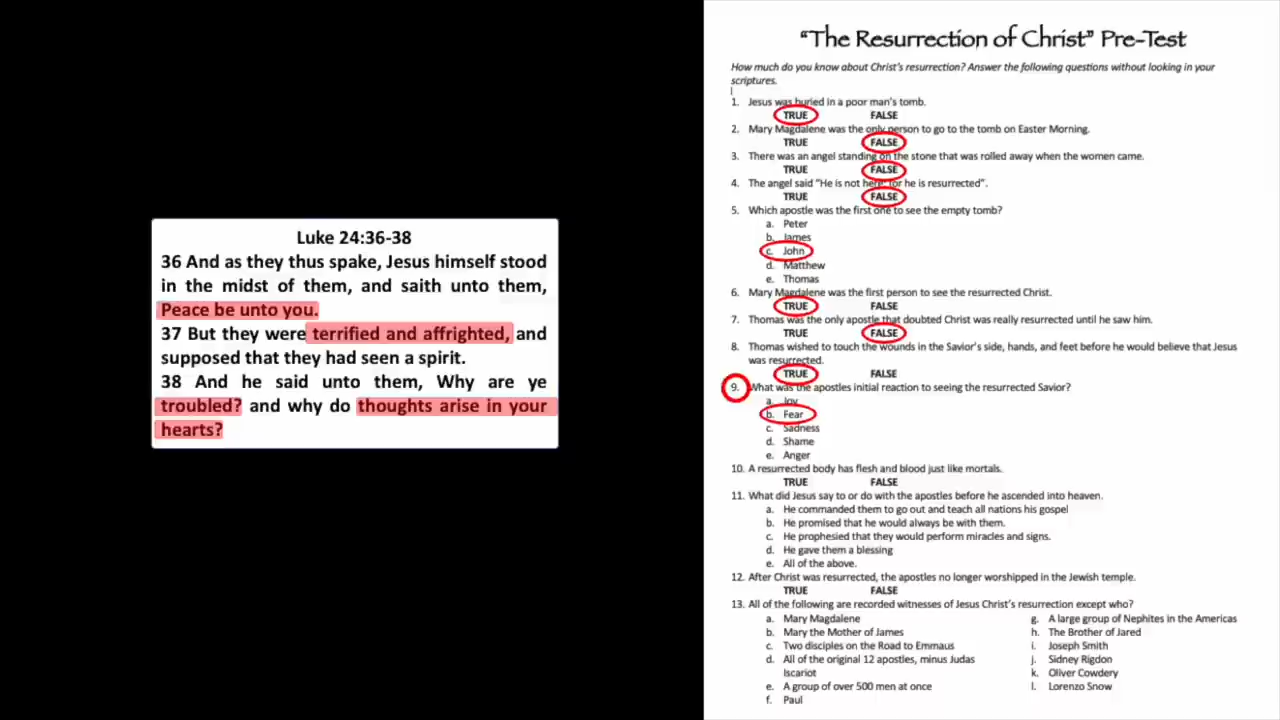 Luke 24:36-38
36 And as they thus spake, Jesus himself stood
in the midst of them, and saith unto them,
Peace be unto you.
37 But they were terrified and affrighted, and
supposed that they had seen a spirit.
38 And he said unto them, Why are ye
troubled? and why do thoughts arise in your
hearts?
“The Resurrection of Christ” Pre-Test
How much do you know about Christ’s resurrection? Answer the following questions without looking in your
scriptures.
1. Jesus was buried in a poor man’s tomb.
TRUE FALSE
2. Mary Magdalene was the only person to go to the tomb on Easter Morning.
TRUE FALSE
3. There was an angel standing on the stone that was rolled away when the women came.
TRUE FALSE
4. The angel said “He is not here: for he is resurrected”.
TRUE FALSE
5. Which apostle was the first one to see the empty tomb?
a. Peter
b. James
c. John
d. Matthew
e. Thomas
6. Mary Magdalene was the first person to see the resurrected Christ.
TRUE FALSE
7. Thomas was the only apostle that doubted Christ was really resurrected until he saw him.
TRUE FALSE
8. Thomas wished to touch the wounds in the Savior’s side, hands, and feet before he would believe that Jesus
was resurrected.
TRUE FALSE
9. What was the apostles initial reaction to seeing the resurrected Savior?
a. Joy
b. Fear
c. Sadness
d. Shame
e. Anger
10. A resurrected body has flesh and blood just like mortals.
TRUE FALSE
11. What did Jesus say to or do with the apostles before he ascended into heaven.
a. He commanded them to go out and teach all nations his gospel
b. He promised that he would always be with them.
c. He prophesied that they would perform miracles and signs.
d. He gave them a blessing
e. All of the above.
12. After Christ was resurrected, the apostles no longer worshipped in the Jewish temple.
TRUE FALSE
13. All of the following are recorded witnesses of Jesus Christ’s resurrection except who?
a. Mary Magdalene
b. Mary the Mother of James
c. Two disciples on the Road to Emmaus
d. All of the original 12 apostles, minus Judas
Iscariot
e. A group of over 500 men at once
f. Paul
g. A large group of Nephites in the Americas
h. The Brother of Jared
i. Joseph Smith
j. Sidney Rigdon
k. Oliver Cowdery
l. Lorenzo Snow